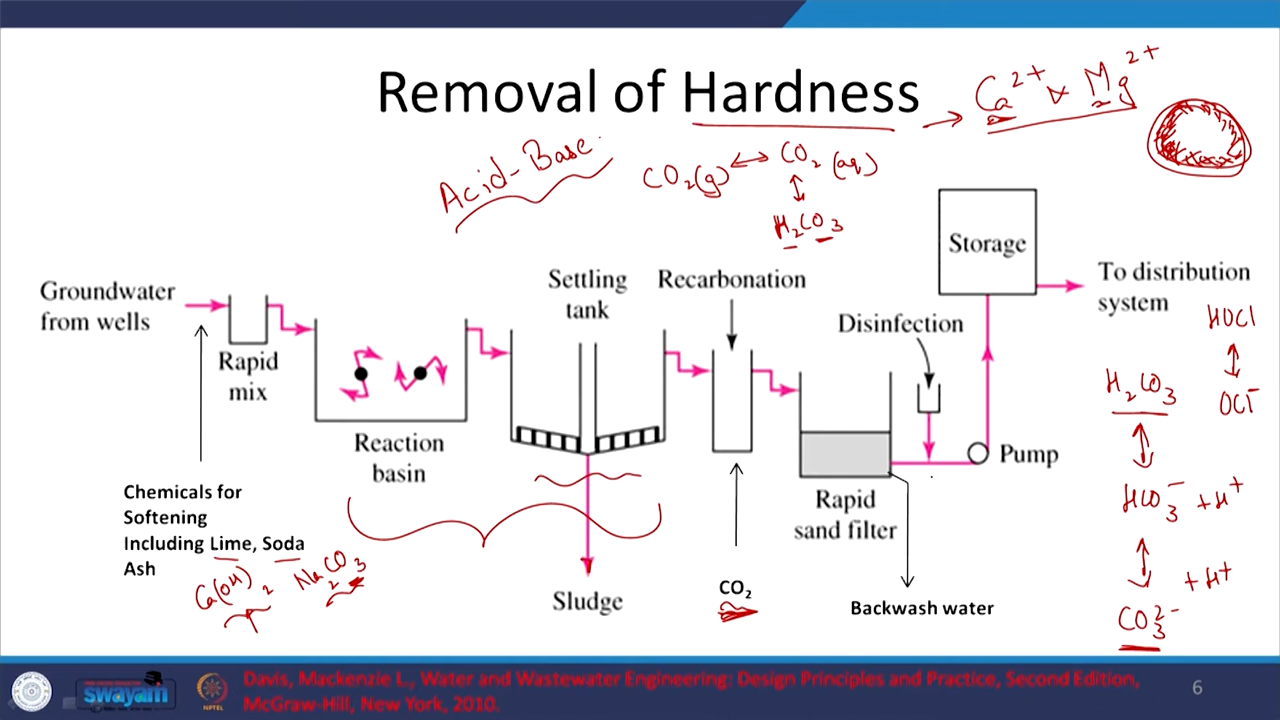 Removal of Hardness
→ Ca²⁺ & Mg²⁺
Acid-Base
CO₂(g) ↔ CO₂ (aq)
↕
H₂CO₃
Groundwater
from wells
Rapid
mix
Reaction
basin
Settling
tank
Recarbonation
Disinfection
Storage
To distribution
system
HOCl
↕
OCl⁻
H₂CO₃
↕
HCO₃⁻ + H⁺
↕
+ H⁺
CO₃²⁻
Pump
Rapid
sand filter
Chemicals for
Softening
Including Lime, Soda
Ash
Ca(OH)₂
Na₂CO₃
Sludge
CO₂
Backwash water
swayam
NPTEL
Davis, Mackenzie L., Water and Wastewater Engineering: Design Principles and Practice, Second Edition,
McGraw-Hill, New York, 2010.
6